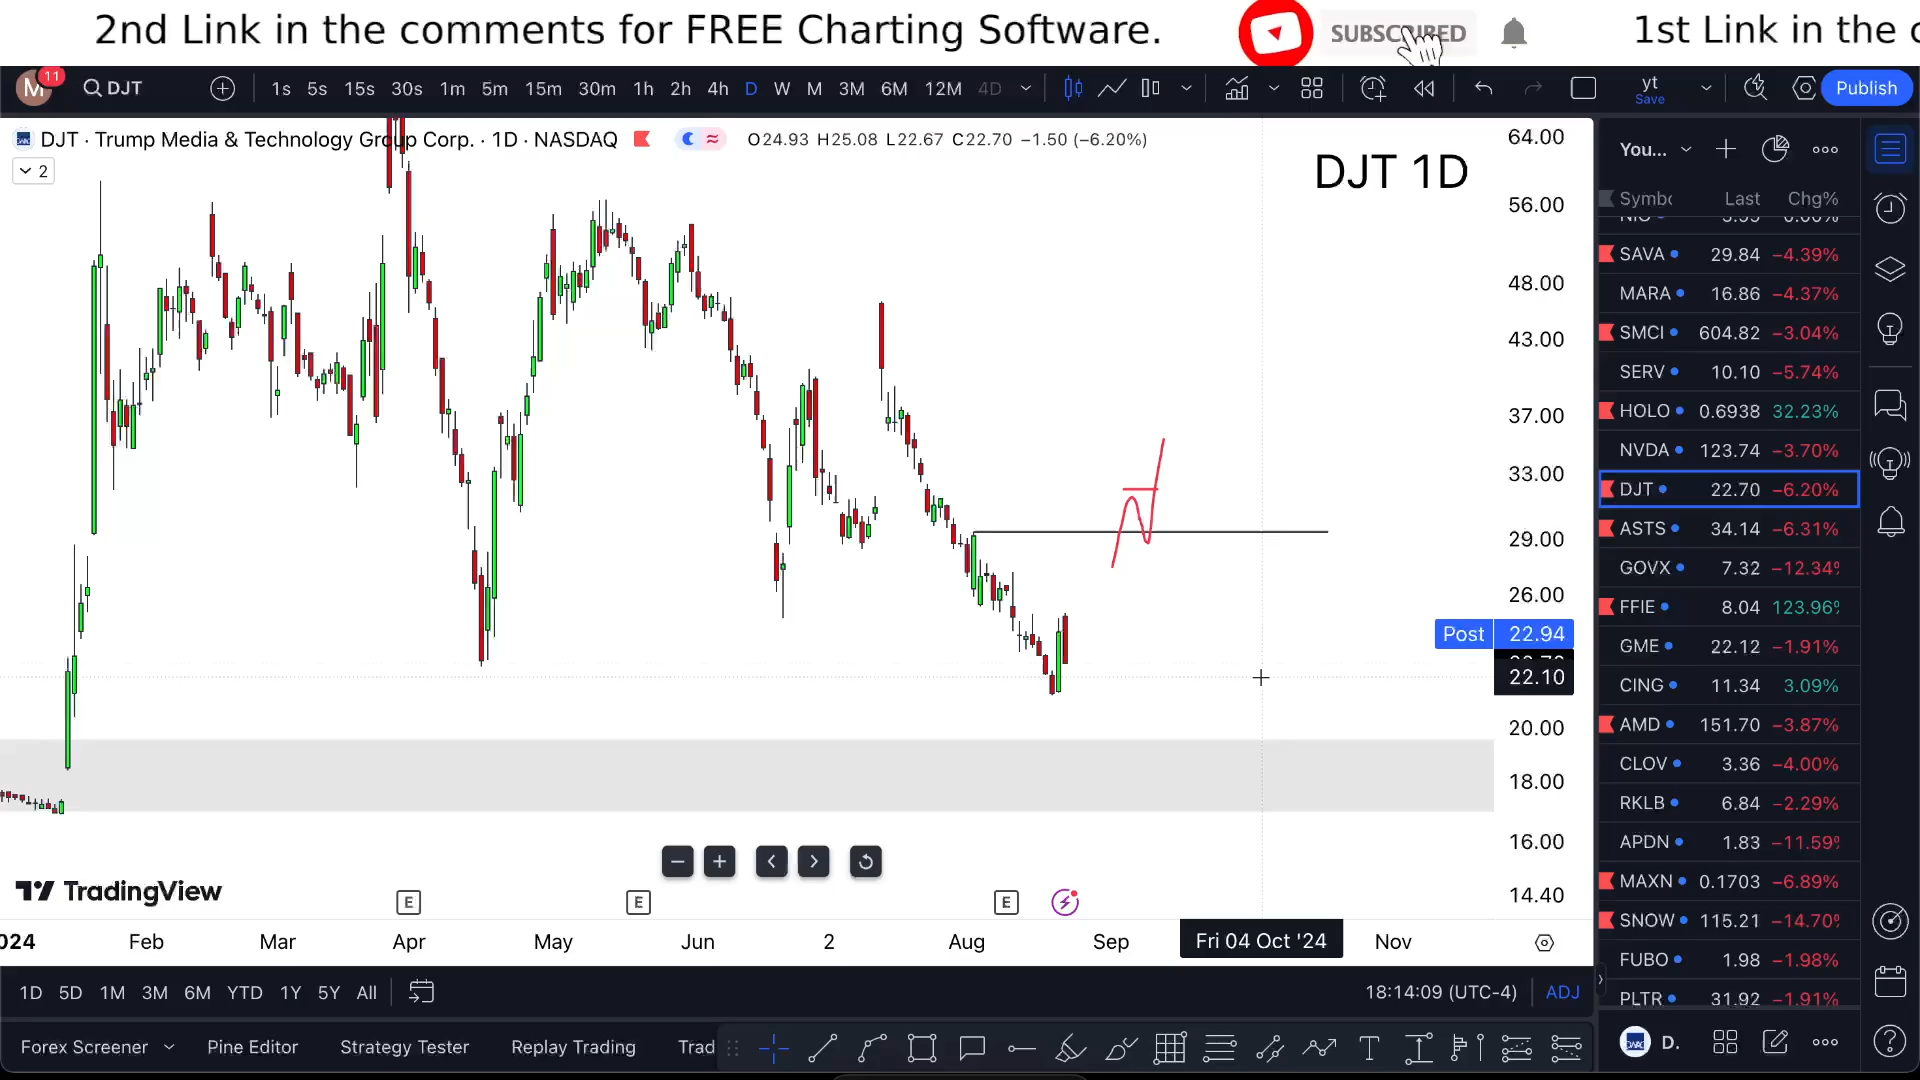 2nd Link in the comments for FREE Charting Software.
SUBSCRIBED
1st Link in the
M 11 DJT 1s 5s 15s 30s 1m 5m 15m 30m 1h 2h 4h D W M 3M 6M 12M 4D yt Save Publish
DJT · Trump Media & Technology Group Corp. · 1D · NASDAQ O24.93 H25.08 L22.67 C22.70 −1.50 (−6.20%)
2
DJT 1D
64.00
56.00
48.00
43.00
37.00
33.00
29.00
26.00
Post 22.94
22.10
20.00
18.00
16.00
14.40
TradingView
E E E
Feb Mar Apr May Jun 2 Aug Sep Fri 04 Oct '24 Nov
1D 5D 1M 3M 6M YTD 1Y 5Y All 18:14:09 (UTC-4) ADJ
Forex Screener Pine Editor Strategy Tester Replay Trading Trad
You...
Last Chg%
SAVA 29.84 −4.39%
MARA 16.86 −4.37%
SMCI 604.82 −3.04%
SERV 10.10 −5.74%
HOLO 0.6938 32.23%
NVDA 123.74 −3.70%
DJT 22.70 −6.20%
ASTS 34.14 −6.31%
GOVX 7.32 −12.34%
FFIE 8.04 123.96%
GME 22.12 −1.91%
CING 11.34 3.09%
AMD 151.70 −3.87%
CLOV 3.36 −4.00%
RKLB 6.84 −2.29%
APDN 1.83 −11.59%
MAXN 0.1703 −6.89%
SNOW 115.21 −14.70%
FUBO 1.98 −1.98%
PLTR 31.92 −1.91%
D.